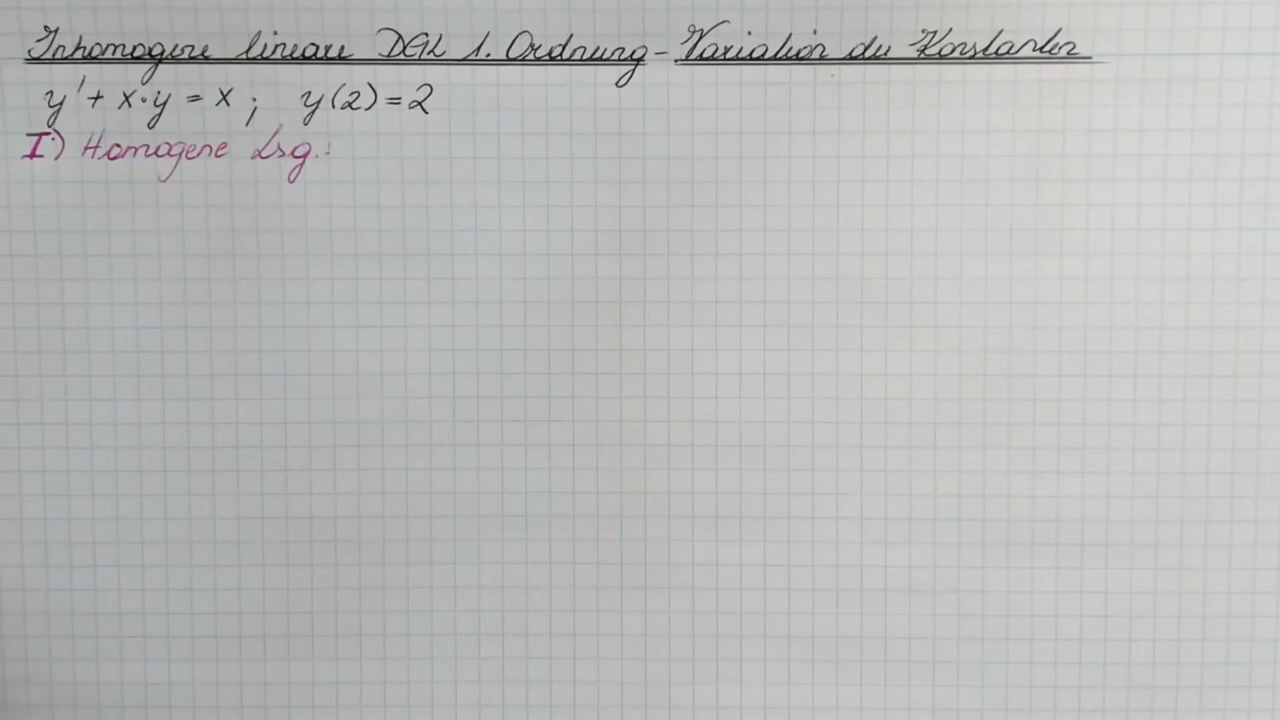 Inhomogene lineare DGL 1. Ordnung - Variation der Konstanten
y' + x·y = x ; y(2) = 2
I) Homogene Lsg.: